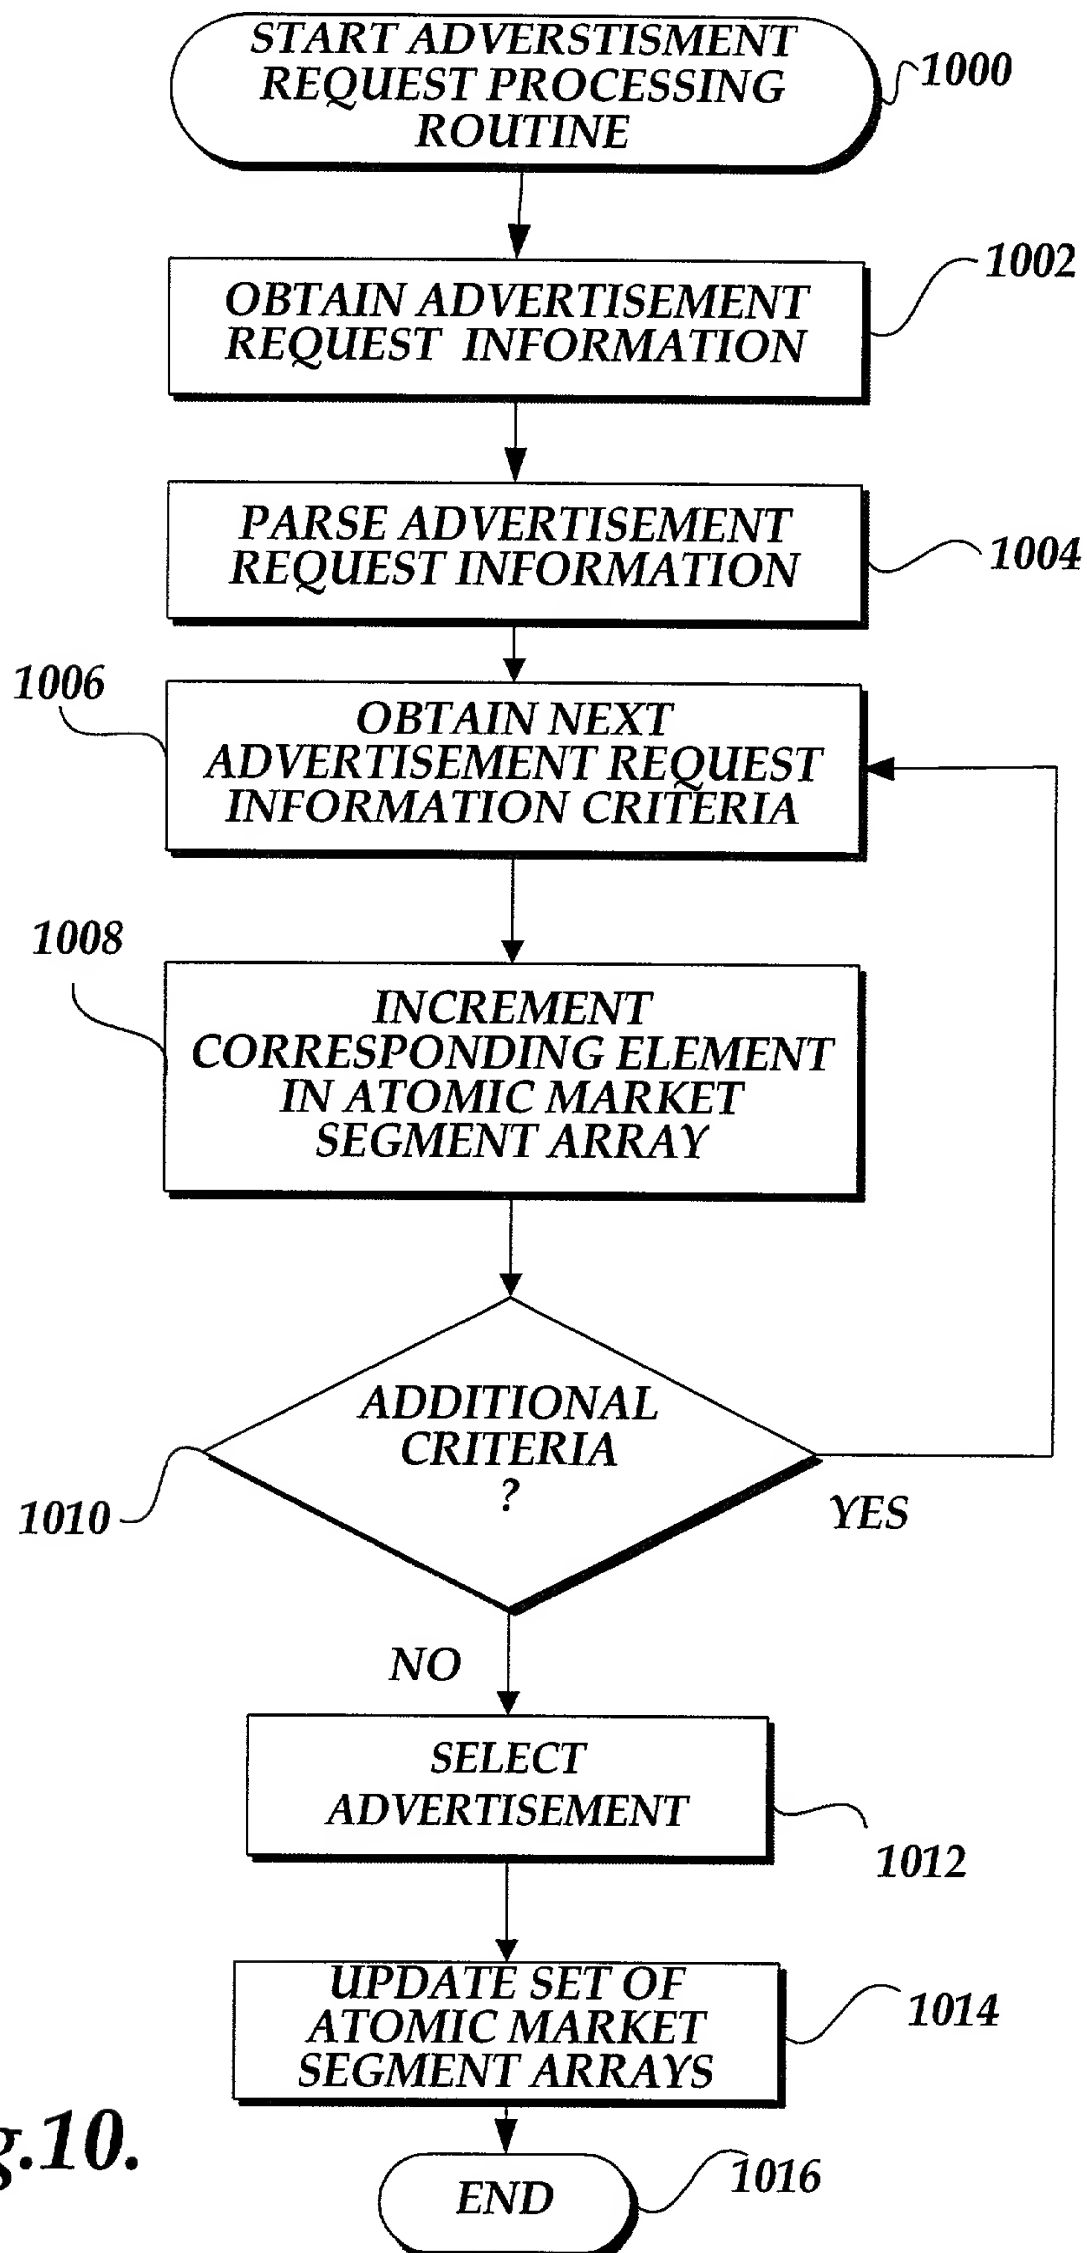 START ADVERSTISMENT
REQUEST PROCESSING
ROUTINE
1000
1002
OBTAIN ADVERTISEMENT
REQUEST INFORMATION
PARSE ADVERTISEMENT
REQUEST INFORMATION
1004
1006
OBTAIN NEXT
ADVERTISEMENT REQUEST
INFORMATION CRITERIA
1008
INCREMENT
CORRESPONDING ELEMENT
IN ATOMIC MARKET
SEGMENT ARRAY
ADDITIONAL
CRITERIA
?
1010
YES
NO
SELECT
ADVERTISEMENT
1012
UPDATE SET OF
ATOMIC MARKET
SEGMENT ARRAYS
1014
g.10.
END
1016